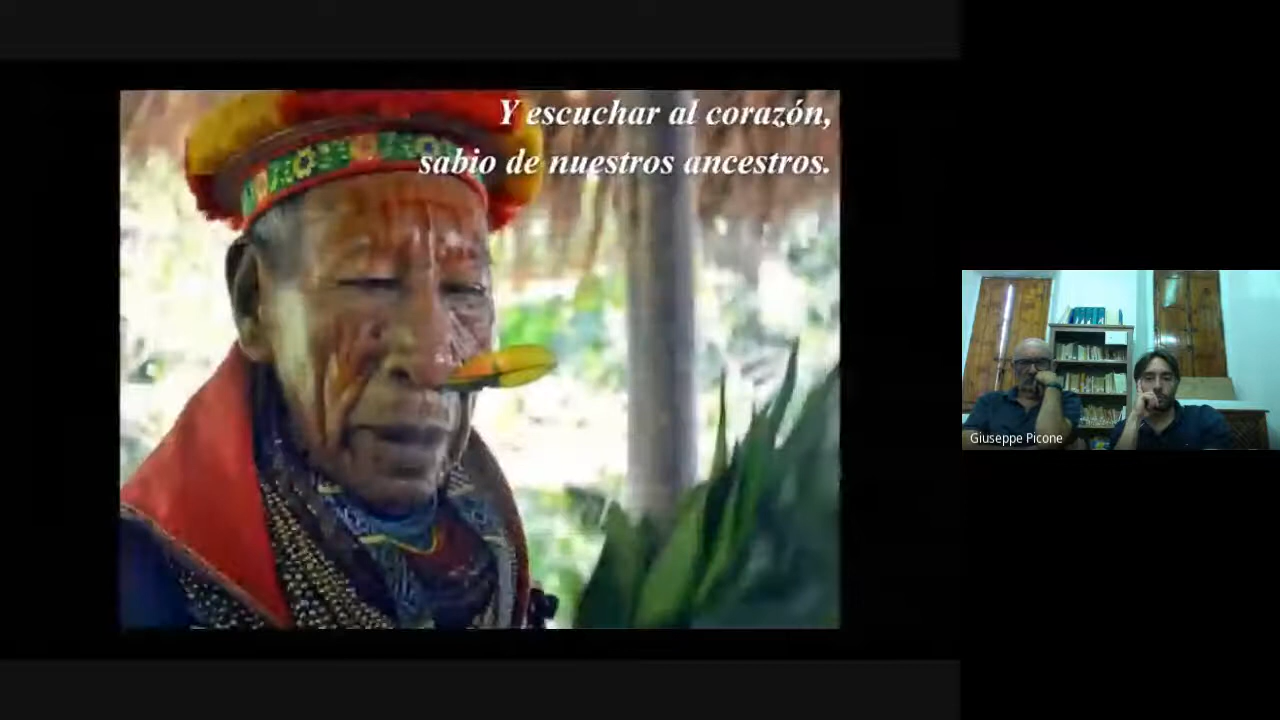 Y escuchar al corazón,
sabio de nuestros ancestros.
Giuseppe Picone